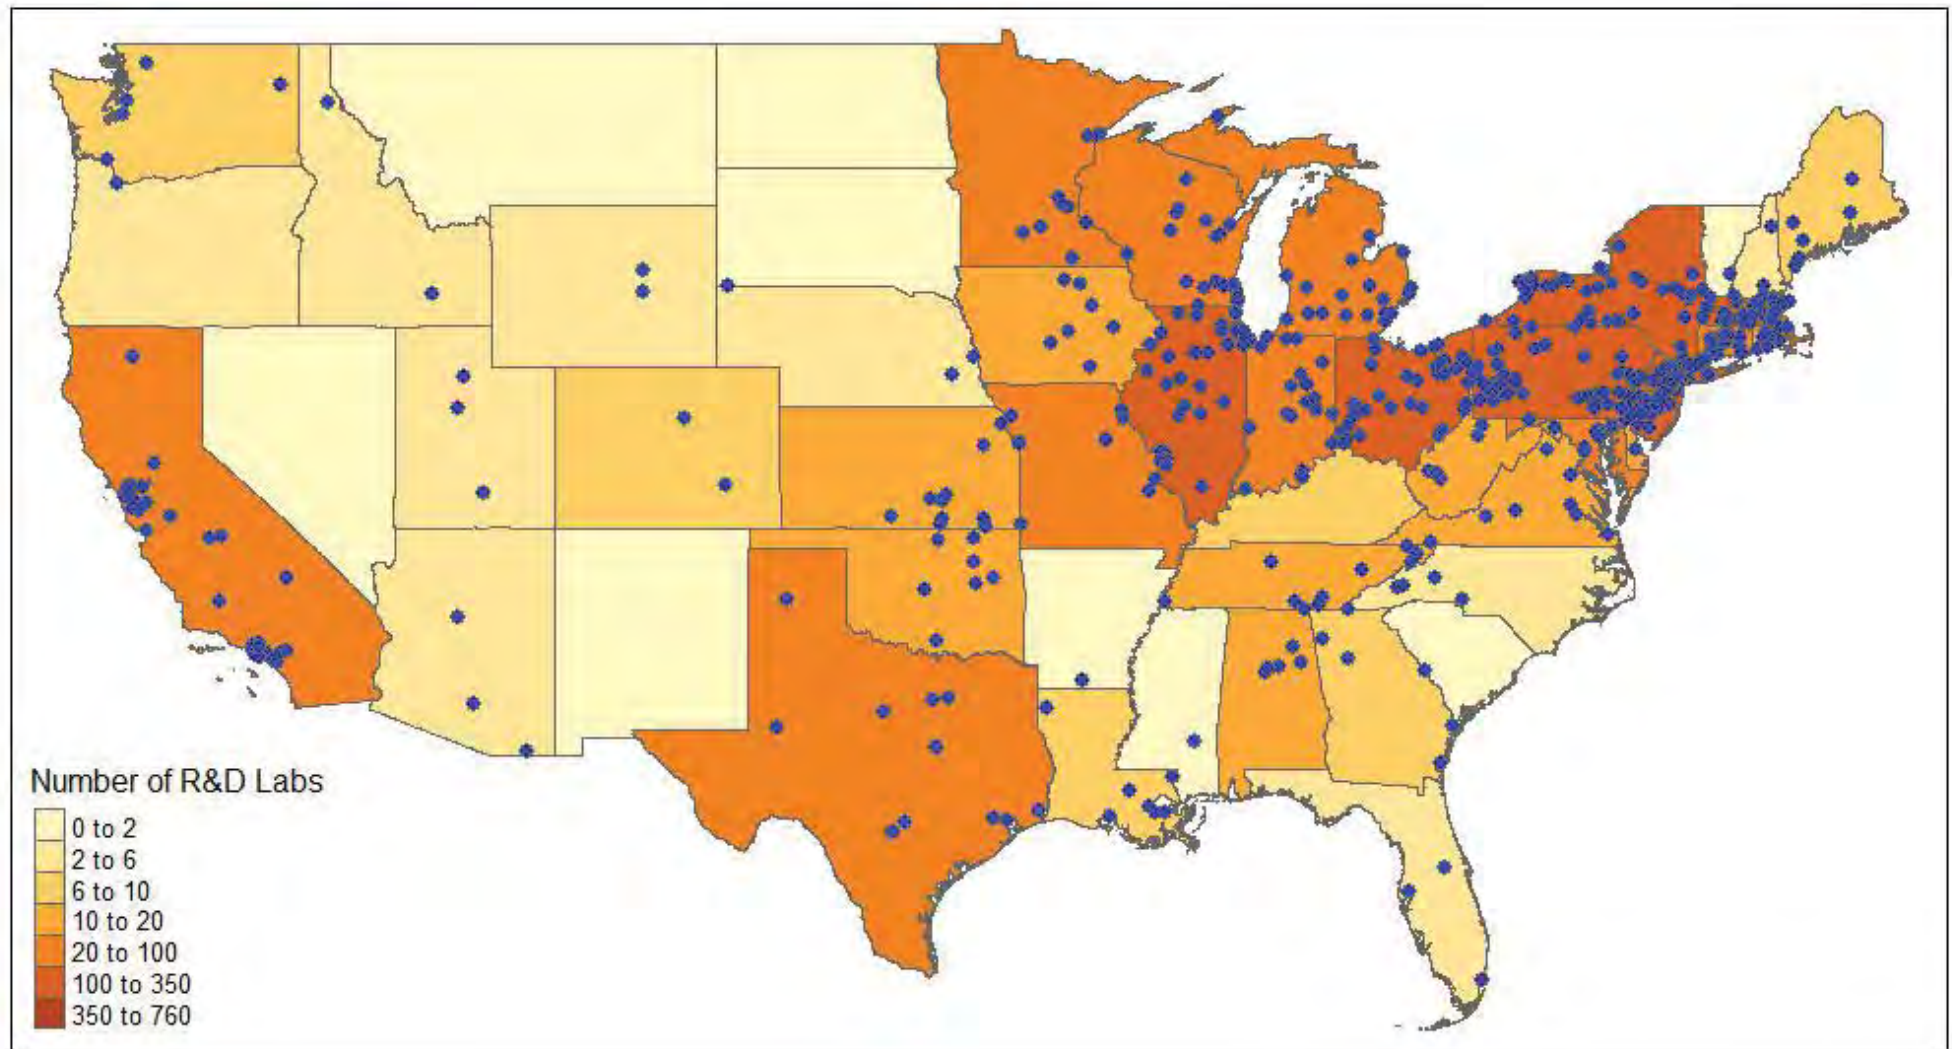 Number of R&D Labs
0 to 2
2 to 6
6 to 10
10 to 20
20 to 100
100 to 350
350 to 760